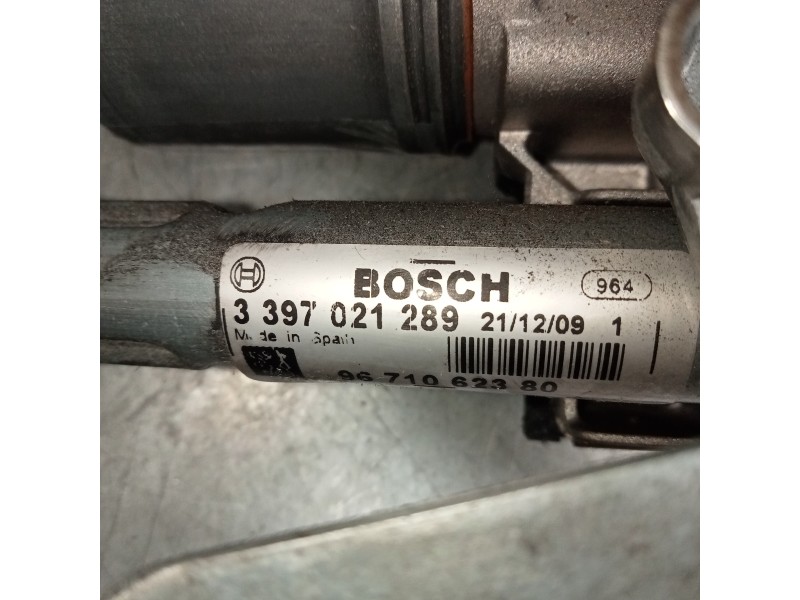 BOSCH 964
3 397 021 289 21/12/09 1
Made in Spain
96 710 623 80